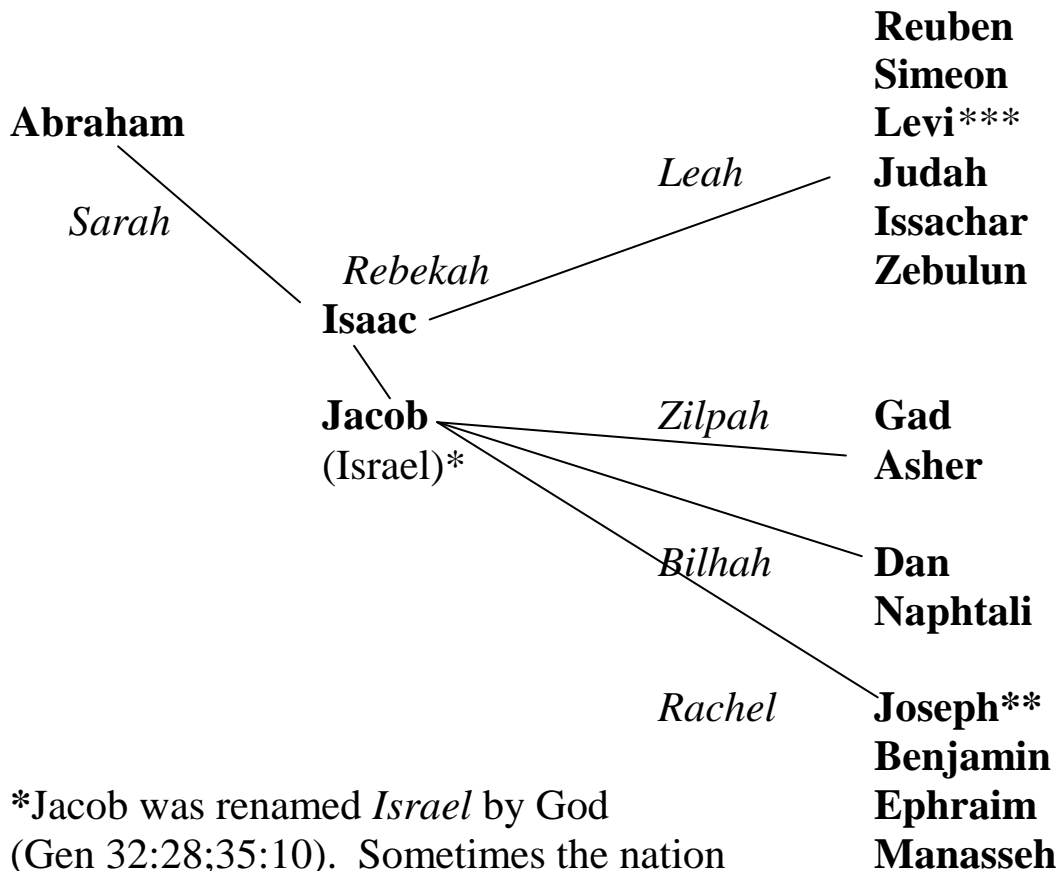 Reuben
Simeon
Abraham
Levi***
Leah
Judah
Sarah
Issachar
Rebekah
Zebulun
Isaac
Jacob
Zilpah
Gad
(Israel)*
Asher
Bilhah
Dan
Naphtali
Rachel
Joseph**
Benjamin
*Jacob was renamed Israel by God
Ephraim
(Gen 32:28;35:10).  Sometimes the nation
Manasseh